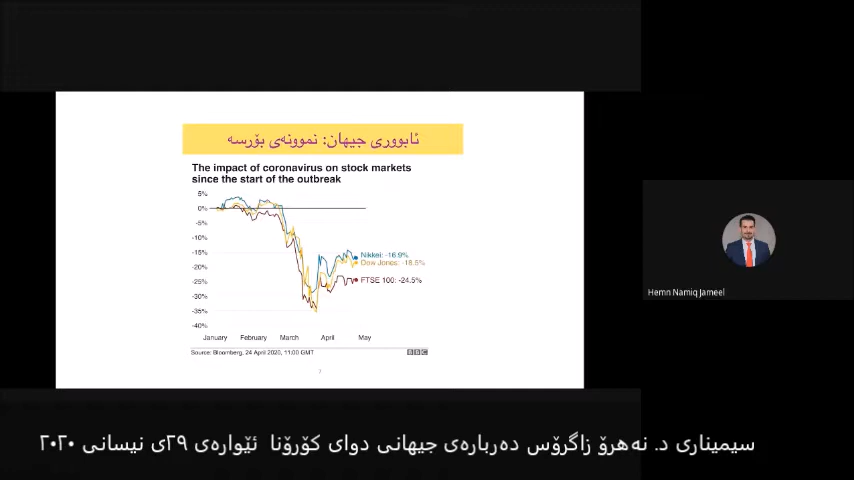 ئابووری جیهان: نموونەی بۆرسە
The impact of coronavirus on stock markets
since the start of the outbreak
5%
0%
-5%
-10%
-15%
-20%
-25%
-30%
-35%
-40%
Nikkei: -16.9%
Dow Jones: -18.5%
FTSE 100: -24.5%
January February March April May
Source: Bloomberg, 24 April 2020, 11:00 GMT
BBC
Hemn Namiq Jameel
سیمیناری د. نەهرۆ زاگرۆس دەربارەی جیهانی دوای کۆرۆنا ئێوارەی ٢٩ی نیسانی ٢٠٢٠